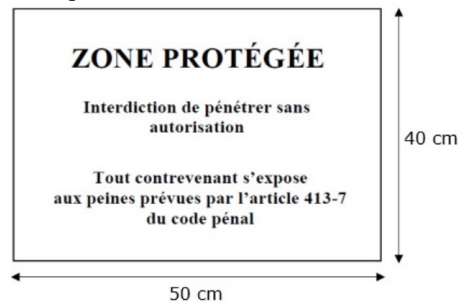 ZONE PROTÉGÉE
Interdiction de pénétrer sans
autorisation
Tout contrevenant s'expose
aux peines prévues par l'article 413-7
du code pénal
40 cm
50 cm